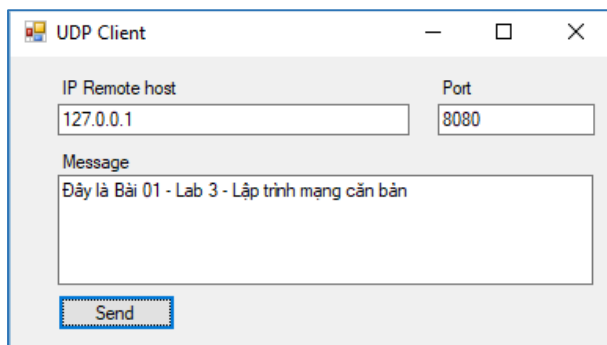 UDP Client
IP Remote host Port
127.0.0.1 8080
Message
Đây là Bài 01 - Lab 3 - Lập trình mạng căn bản
Send